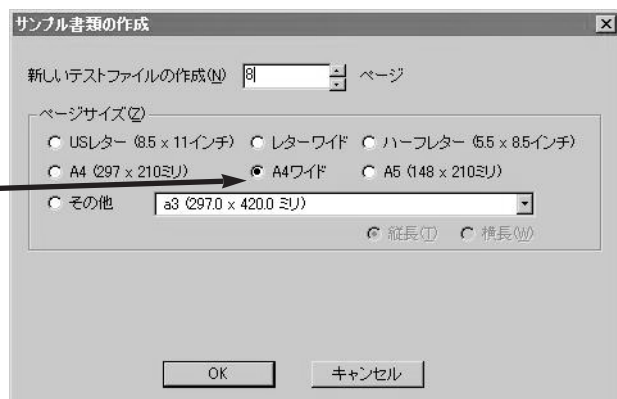 サンプル書類の作成
新しいテストファイルの作成(N) 8 ページ
ページサイズ(Z)
USレター (8.5 x 11インチ) レターワイド ハーフレター (5.5 x 8.5インチ)
A4 (297 x 210ミリ) A4ワイド A5 (148 x 210ミリ)
その他 a3 (297.0 x 420.0 ミリ)
縦長(T) 横長(W)
OK キャンセル